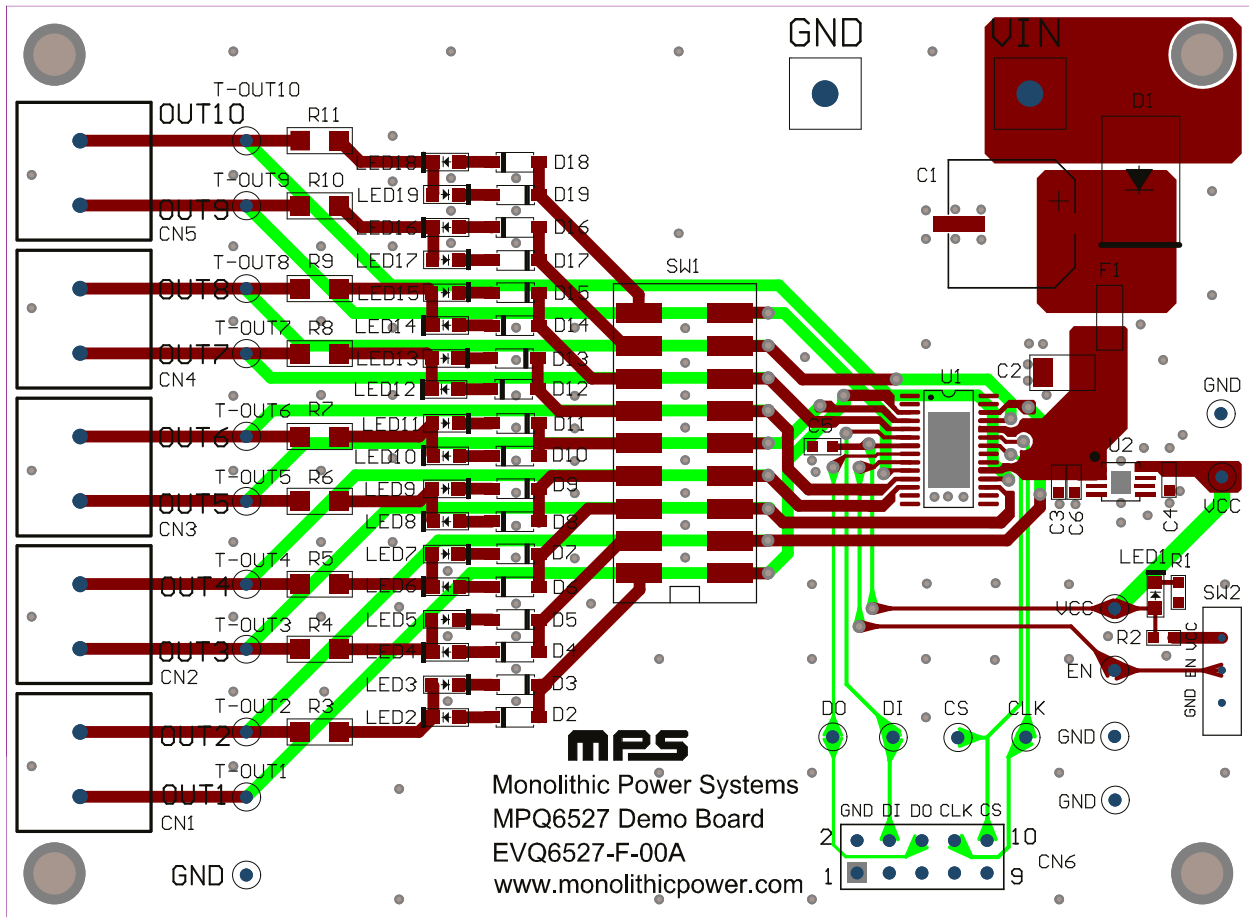 GND VIN
T-OUT10
OUT10 R11 D1
LED18 D18
C1
T-OUT9 R10 LED19 D19
OUT9 LED16 D16
CN5
LED17 D17
T-OUT8 R9 SW1 F1
OUT8 LED15 D15
T-OUT7 R8 LED14 D14
OUT7 LED13 D13
CN4 C2 U1
LED12 D12 GND
T-OUT6 R7
OUT6 LED11 D11
C5 U2
LED10 D10
T-OUT5 R6
OUT5 LED9 D9 VCC
CN3 LED8 D8 C3 C6 C4
T-OUT4 R5 LED7 D7 LED1 R1
OUT4 LED6 D6 SW2
VCC
T-OUT3 R4 LED5 D5
R2 VCC
OUT3 LED4 D4
CN2 EN EN
LED3 D3
T-OUT2 R3 GND
OUT2 LED2 D2
DO DI CS CLK GND
MPS
T-OUT1
Monolithic Power Systems
OUT1 GND
CN1 MPQ6527 Demo Board
GND DI DO CLK CS
2 10
EVQ6527-F-00A CN6
GND www.monolithicpower.com 1 9